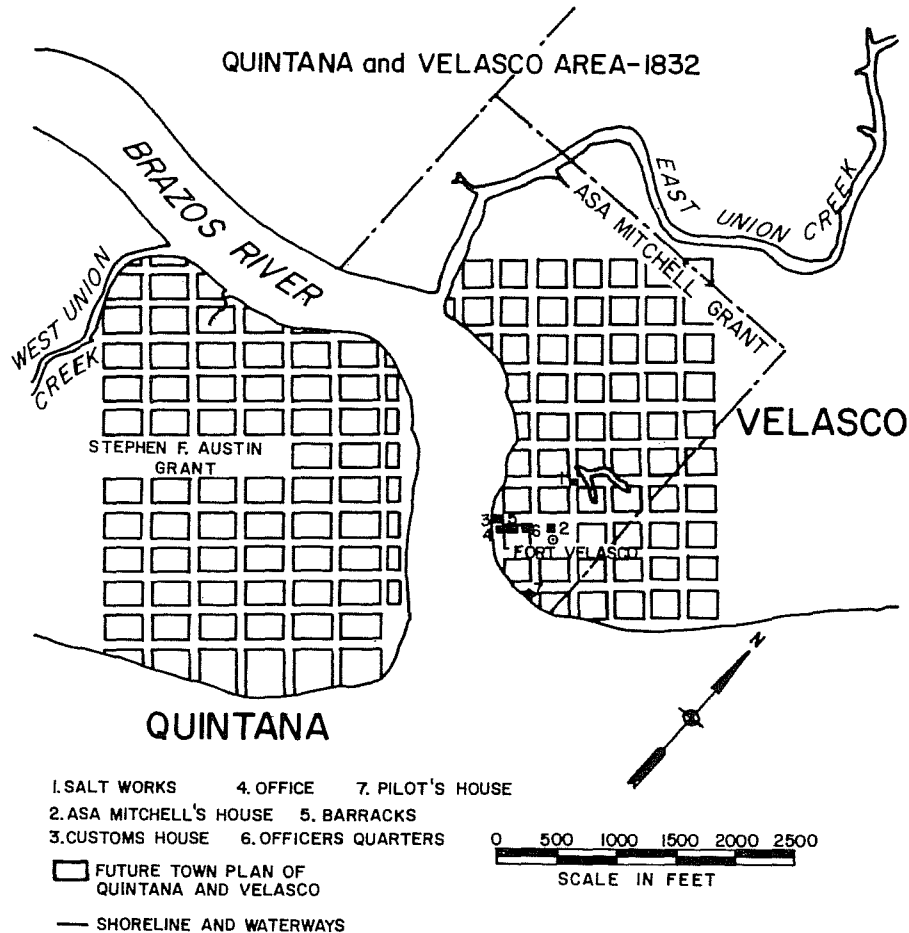 QUINTANA and VELASCO AREA-1832
BRAZOS RIVER
EAST UNION CREEK
ASA MITCHELL GRANT
WEST UNION
CREEK
STEPHEN F. AUSTIN
GRANT
VELASCO
1
3 5
4 6 2
FORT VELASCO
7
N
QUINTANA
1. SALT WORKS 4. OFFICE 7. PILOT'S HOUSE
2. ASA MITCHELL'S HOUSE 5. BARRACKS
3. CUSTOMS HOUSE 6. OFFICERS QUARTERS
0 500 1000 1500 2000 2500
SCALE IN FEET
FUTURE TOWN PLAN OF
QUINTANA AND VELASCO
SHORELINE AND WATERWAYS